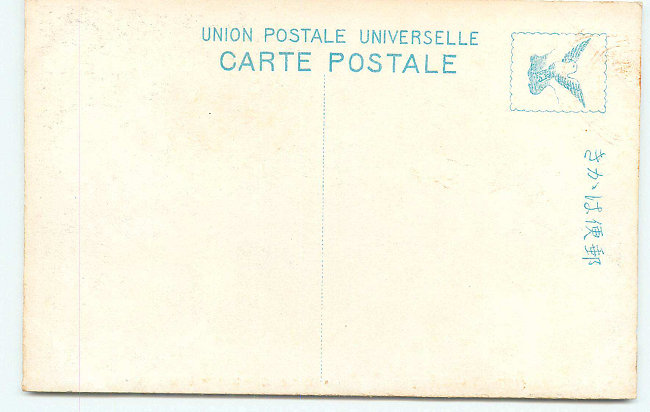 UNION POSTALE UNIVERSELLE
CARTE POSTALE
郵便はかき